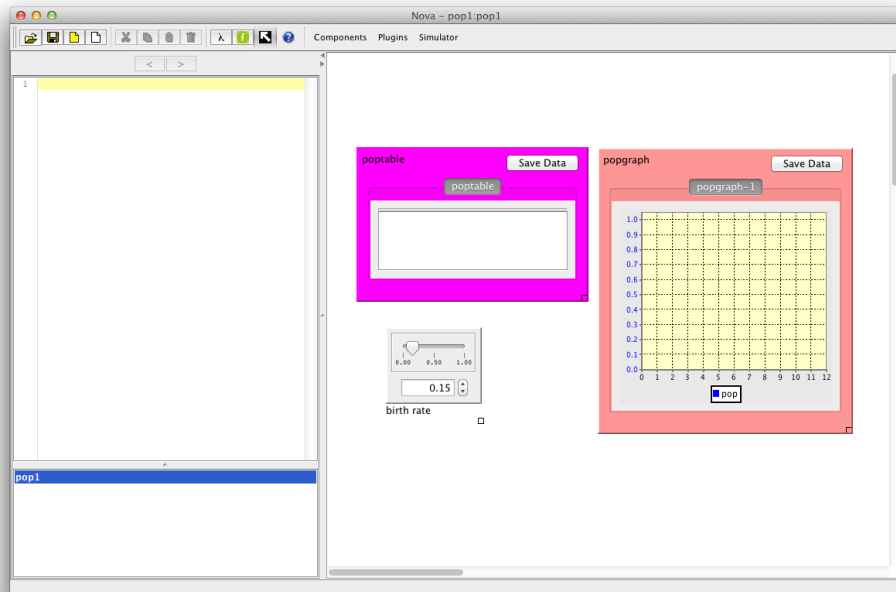 Nova - pop1:pop1
Components Plugins Simulator
< >
1
poptable Save Data
poptable
popgraph Save Data
popgraph-1
1.0
0.9
0.8
0.7
0.6
0.5
0.4
0.3
0.2
0.1
0.0
0 1 2 3 4 5 6 7 8 9 10 11 12
pop
0.00 0.50 1.00
0.15
birth rate
pop1